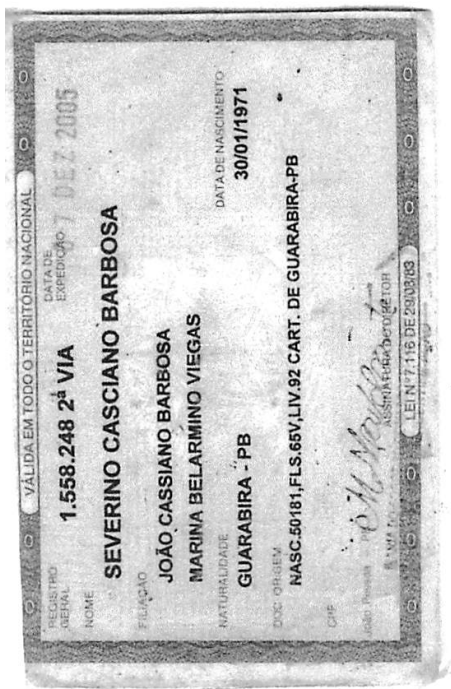 VÁLIDA EM TODO O TERRITÓRIO NACIONAL
REGISTRO GERAL 1.558.248 2ª VIA DATA DE EXPEDIÇÃO 07 DEZ 2005
NOME
SEVERINO CASCIANO BARBOSA
FILIAÇÃO
JOÃO CASSIANO BARBOSA
MARINA BELARMINO VIEGAS
NATURALIDADE DATA DE NASCIMENTO
GUARABIRA - PB 30/01/1971
DOC ORIGEM
NASC.50181,FLS.65V,LIV.92 CART. DE GUARABIRA-PB
CPF
João Pessoa - PB
ASSINATURA DO DIRETOR
LEI Nº 7.116 DE 29/08/83